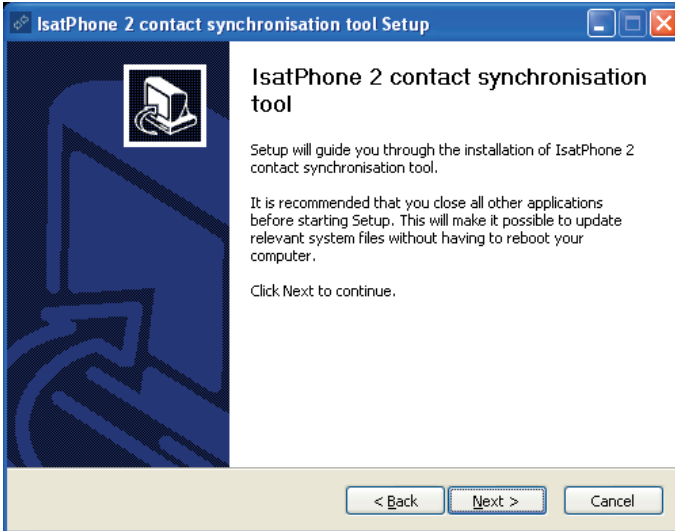 IsatPhone 2 contact synchronisation tool Setup
IsatPhone 2 contact synchronisation
tool
Setup will guide you through the installation of IsatPhone 2
contact synchronisation tool.
It is recommended that you close all other applications
before starting Setup. This will make it possible to update
relevant system files without having to reboot your
computer.
Click Next to continue.
< Back
Next >
Cancel